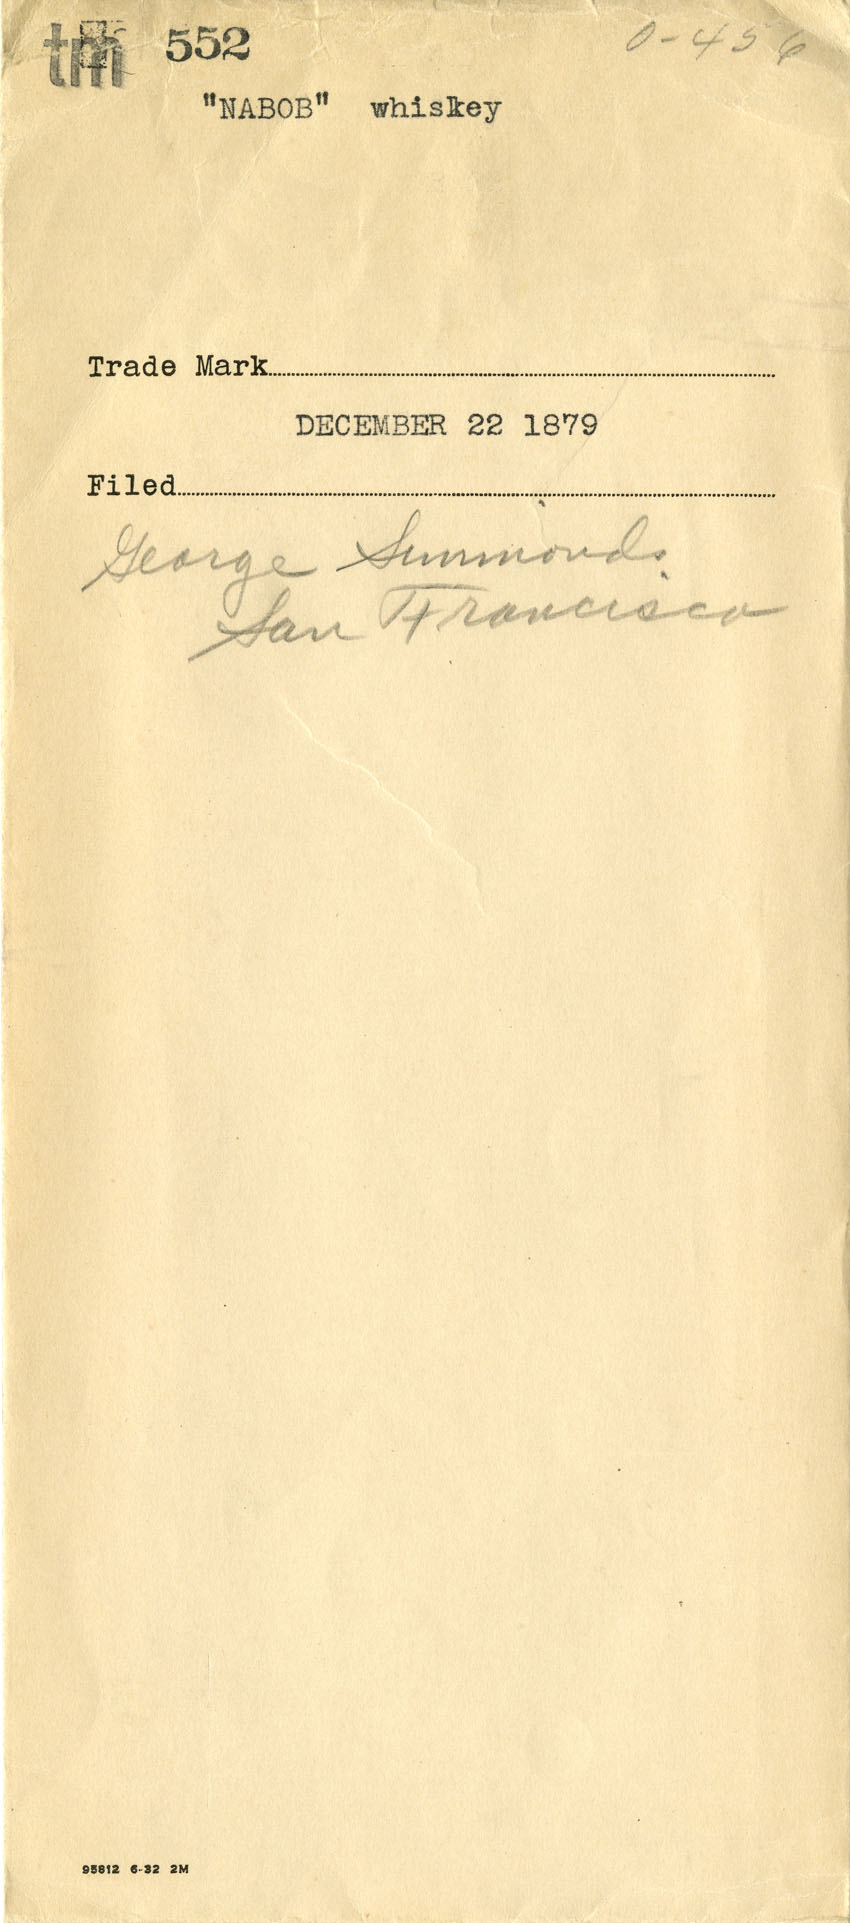 tm 552
0-456
"NABOB" whiskey
Trade Mark
DECEMBER 22 1879
Filed
George Simmonds
San Francisco
95812 6-32 2M